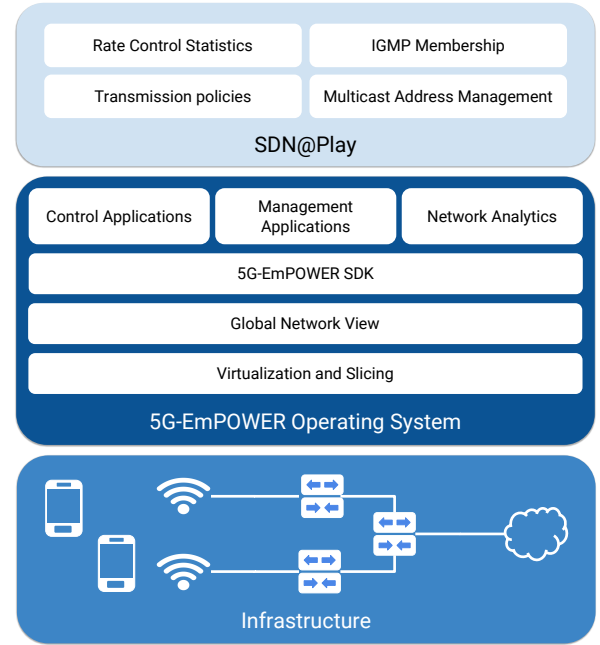 Rate Control Statistics
IGMP Membership
Transmission policies
Multicast Address Management
SDN@Play
Control Applications
Management
Applications
Network Analytics
5G-EmPOWER SDK
Global Network View
Virtualization and Slicing
5G-EmPOWER Operating System
Infrastructure